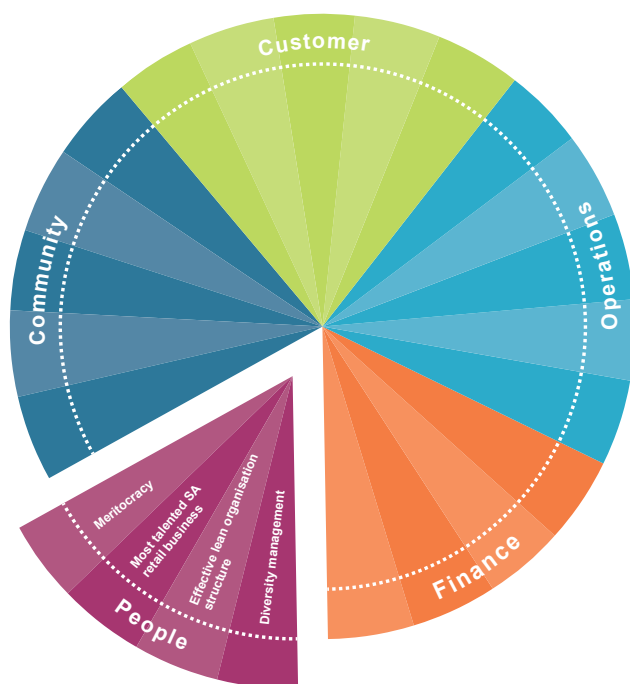 Customer
Operations
Community
Finance
People
Meritocracy
Most talented SA
retail business
Effective lean organisation
structure
Diversity management